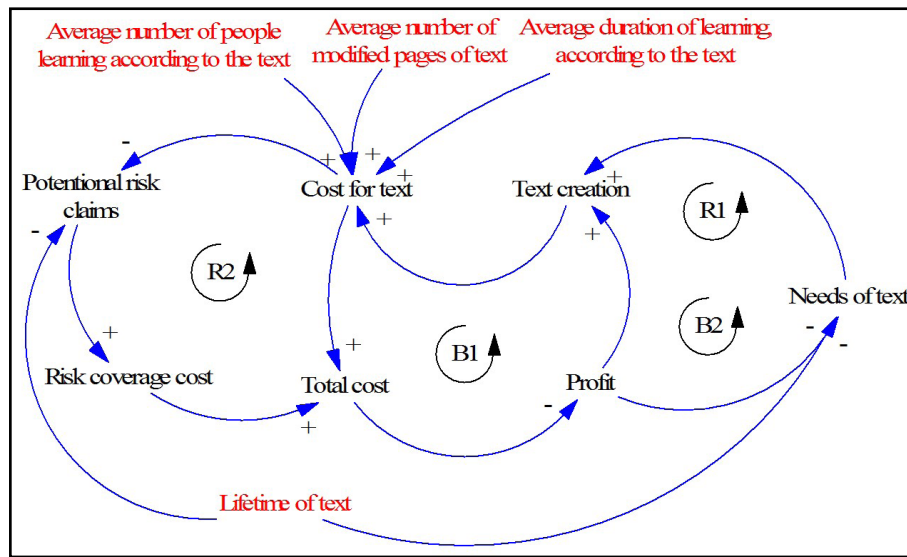 Average number of people
learning according to the text
Average number of
modified pages of text
Average duration of learning,
according to the text
-
+
+
+
+
Potentional risk
claims
Cost for text
Text creation
-
+
+
R1
R2
Needs of text
+
+
B1
B2
-
-
Risk coverage cost
Total cost
Profit
-
+
Lifetime of text